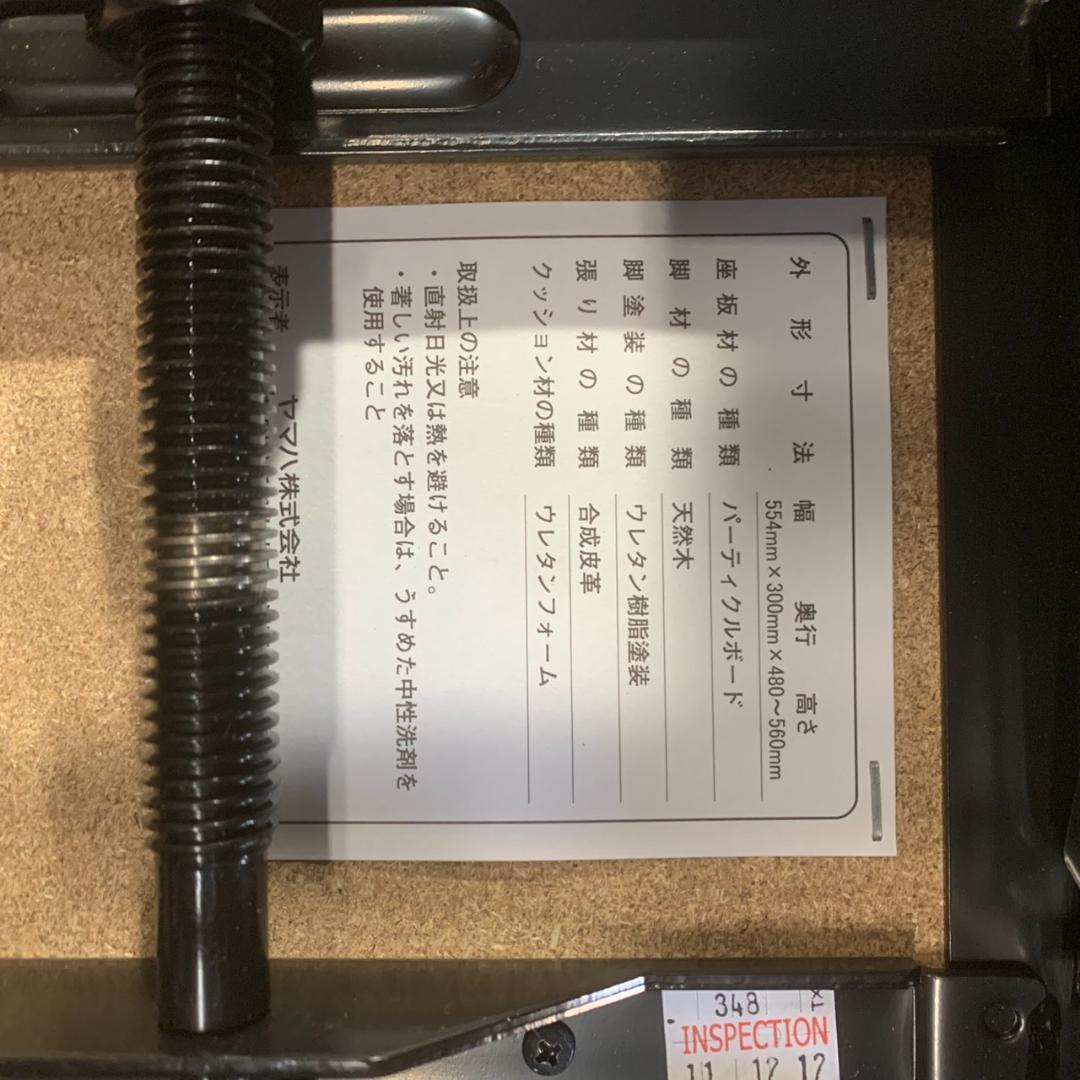 外形寸法 幅 奥行 高さ
554mm×300mm×480～560mm
座板材の種類 パーティクルボード
脚材の種類 天然木
脚塗装の種類 ウレタン樹脂塗装
張り材の種類 合成皮革
クッション材の種類 ウレタンフォーム
取扱上の注意
・直射日光又は熱を避けること。
・著しい汚れを落とす場合は、うすめた中性洗剤を
使用すること
表示者 ヤマハ株式会社
348
INSPECTION
11 12 17